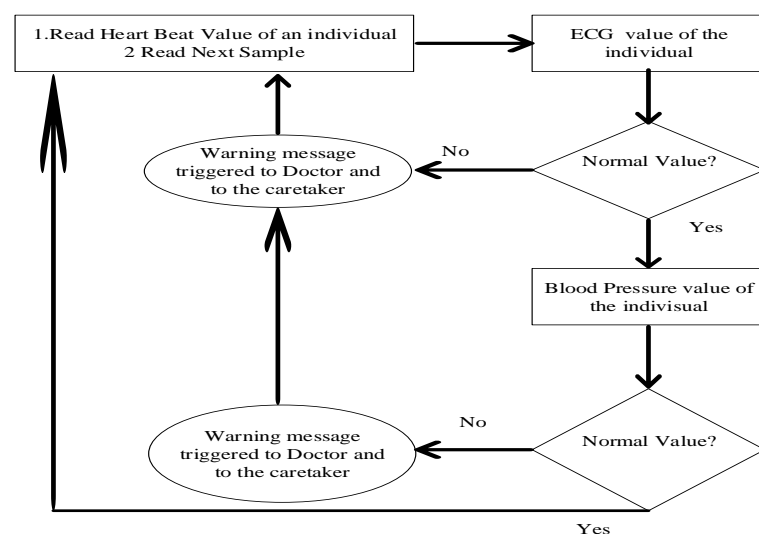 1.Read Heart Beat Value of an individual
2 Read Next Sample
ECG value of the
individual
Warning message
triggered to Doctor and
to the caretaker
No
Normal Value?
Yes
Blood Pressure value of
the indivisual
Warning message
triggered to Doctor and
to the caretaker
No
Normal Value?
Yes